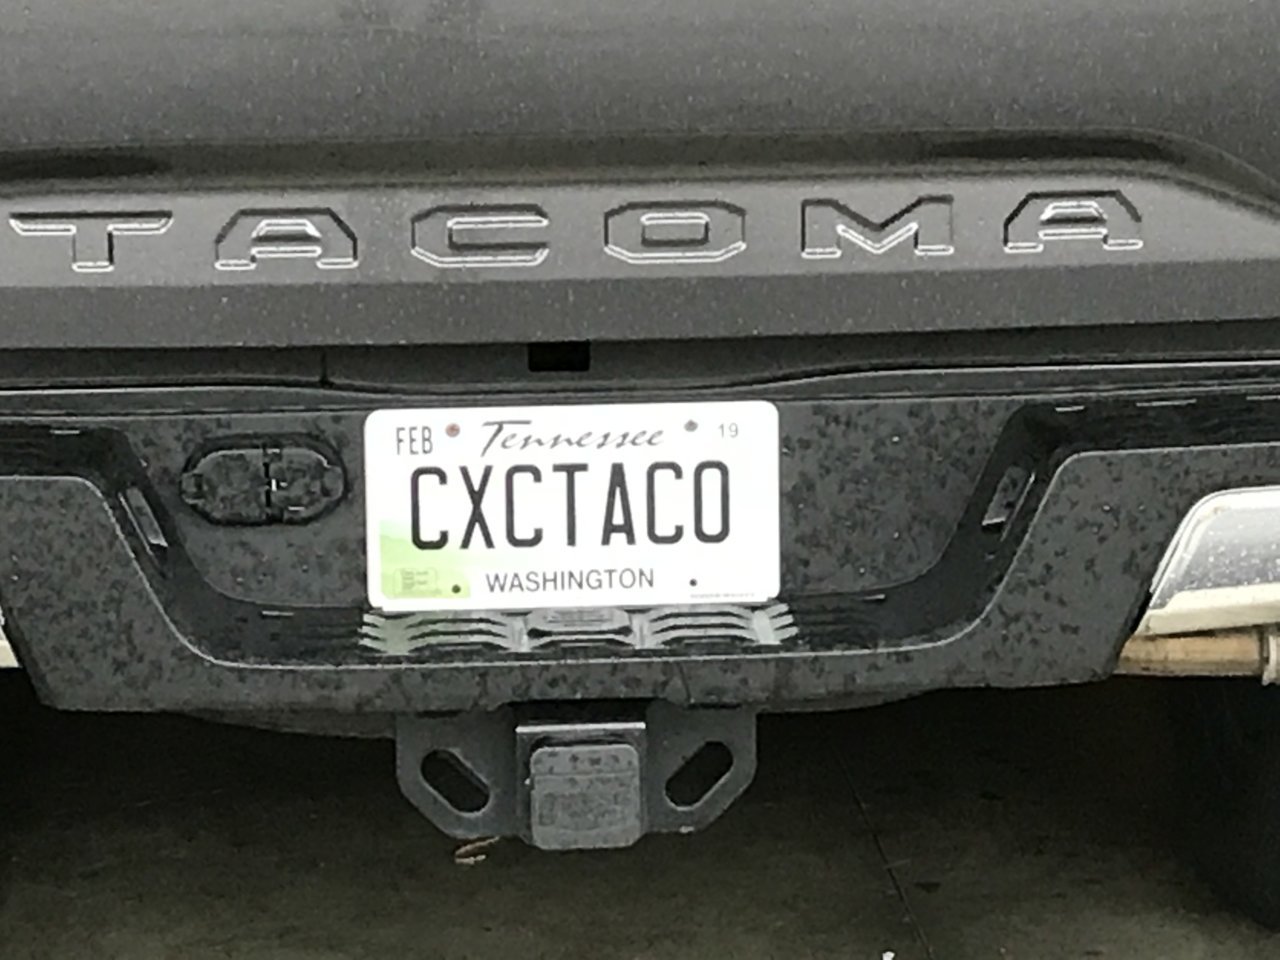 TACOMA
FEB Tennessee 19
CXCTACO
WASHINGTON